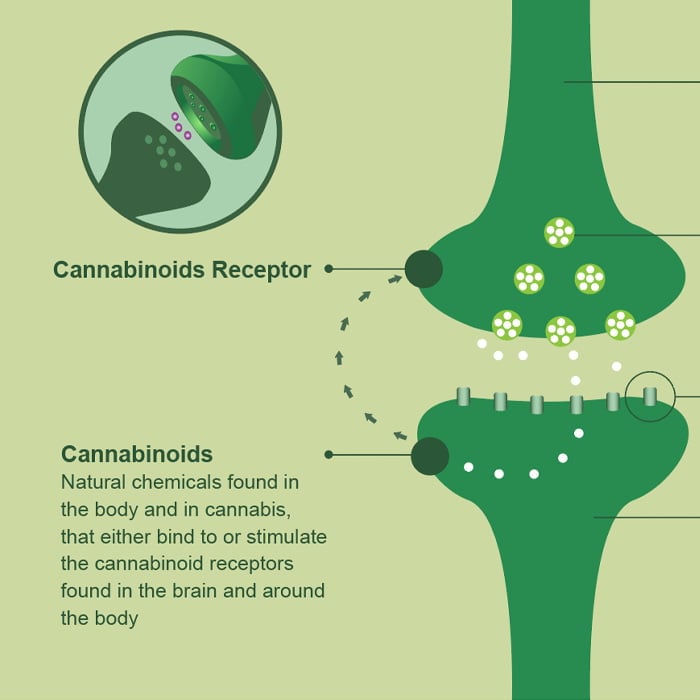 Cannabinoids Receptor
Cannabinoids
Natural chemicals found in
the body and in cannabis,
that either bind to or stimulate
the cannabinoid receptors
found in the brain and around
the body